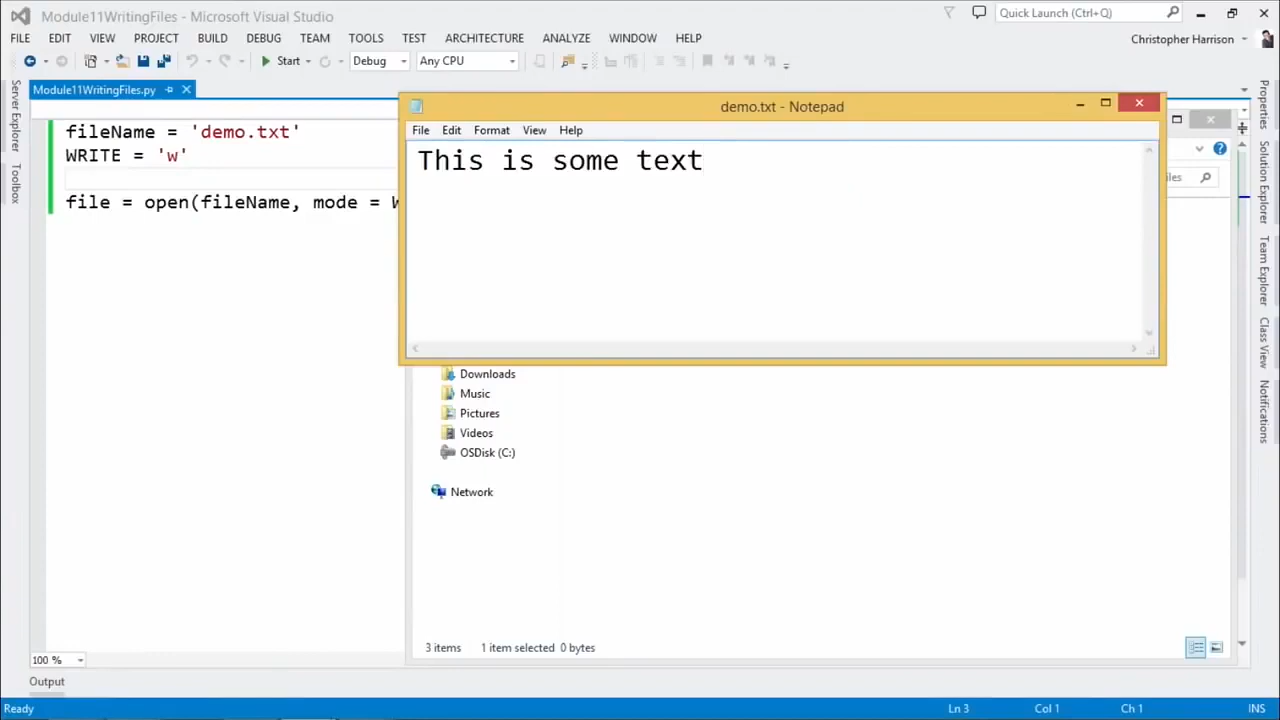 Module11WritingFiles - Microsoft Visual Studio
Quick Launch (Ctrl+Q)
FILE EDIT VIEW PROJECT BUILD DEBUG TEAM TOOLS TEST ARCHITECTURE ANALYZE WINDOW HELP
Christopher Harrison
Start Debug Any CPU
Module11WritingFiles.py
Server Explorer
Toolbox
fileName = 'demo.txt'
WRITE = 'w'
file = open(fileName, mode = W
demo.txt - Notepad
File Edit Format View Help
This is some text
Downloads
Music
Pictures
Videos
OSDisk (C:)
Network
3 items 1 item selected 0 bytes
Properties
Solution Explorer
Team Explorer
Class View
Notifications
100 %
Output
Ready
Ln 3 Col 1 Ch 1 INS